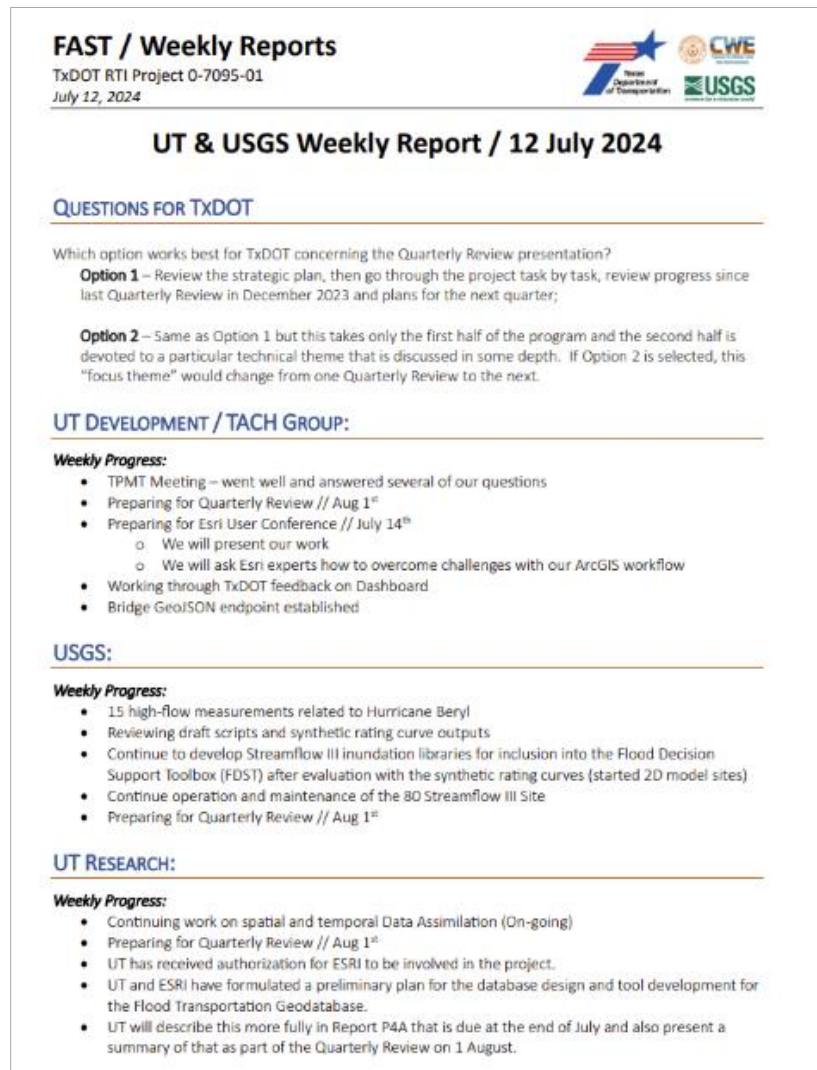 FAST / Weekly Reports
TxDOT RTI Project 0-7095-01
July 12, 2024
Texas
Department
of Transportation
CWE
USGS
UT & USGS Weekly Report / 12 July 2024
QUESTIONS FOR TXDOT
Which option works best for TxDOT concerning the Quarterly Review presentation?
Option 1 – Review the strategic plan, then go through the project task by task, review progress since
last Quarterly Review in December 2023 and plans for the next quarter;
Option 2 – Same as Option 1 but this takes only the first half of the program and the second half is
devoted to a particular technical theme that is discussed in some depth. If Option 2 is selected, this
"focus theme" would change from one Quarterly Review to the next.
UT DEVELOPMENT / TACH GROUP:
Weekly Progress:
• TPMT Meeting – went well and answered several of our questions
• Preparing for Quarterly Review // Aug 1st
• Preparing for Esri User Conference // July 14th
o We will present our work
o We will ask Esri experts how to overcome challenges with our ArcGIS workflow
• Working through TxDOT feedback on Dashboard
• Bridge GeoJSON endpoint established
USGS:
Weekly Progress:
• 15 high-flow measurements related to Hurricane Beryl
• Reviewing draft scripts and synthetic rating curve outputs
• Continue to develop Streamflow III inundation libraries for inclusion into the Flood Decision
Support Toolbox (FDST) after evaluation with the synthetic rating curves (started 2D model sites)
• Continue operation and maintenance of the 80 Streamflow III Site
• Preparing for Quarterly Review // Aug 1st
UT RESEARCH:
Weekly Progress:
• Continuing work on spatial and temporal Data Assimilation (On-going)
• Preparing for Quarterly Review // Aug 1st
• UT has received authorization for ESRI to be involved in the project.
• UT and ESRI have formulated a preliminary plan for the database design and tool development for
the Flood Transportation Geodatabase.
• UT will describe this more fully in Report P4A that is due at the end of July and also present a
summary of that as part of the Quarterly Review on 1 August.